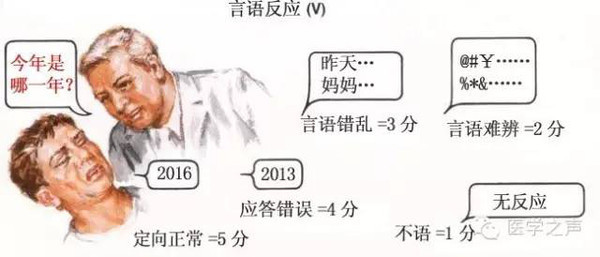 言语反应 (V)
今年是
哪一年?
昨天…
妈妈…
言语错乱 =3 分
@#￥……
%*&……
言语难辨 =2 分
2016
定向正常 =5 分
2013
应答错误 =4 分
无反应
不语 =1 分
医学之声